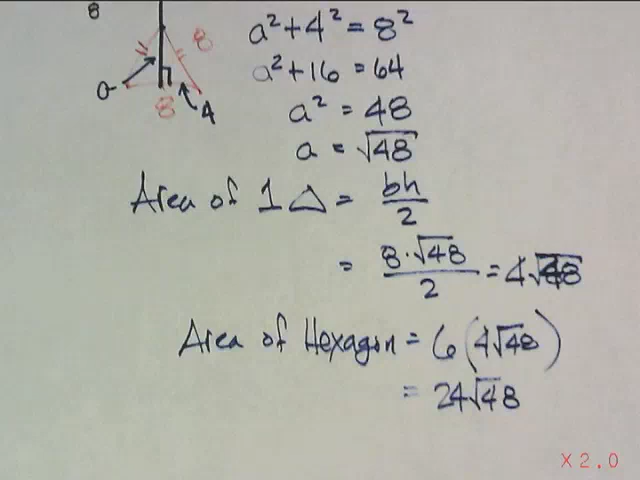 8
a² + 4² = 8²
8
a² + 16 = 64
a
8
4
a² = 48
a = √48
Area of 1 △ = bh/2
= 8·√48/2 = 4√48
Area of Hexagon = 6(4√48)
= 24√48
X2.0